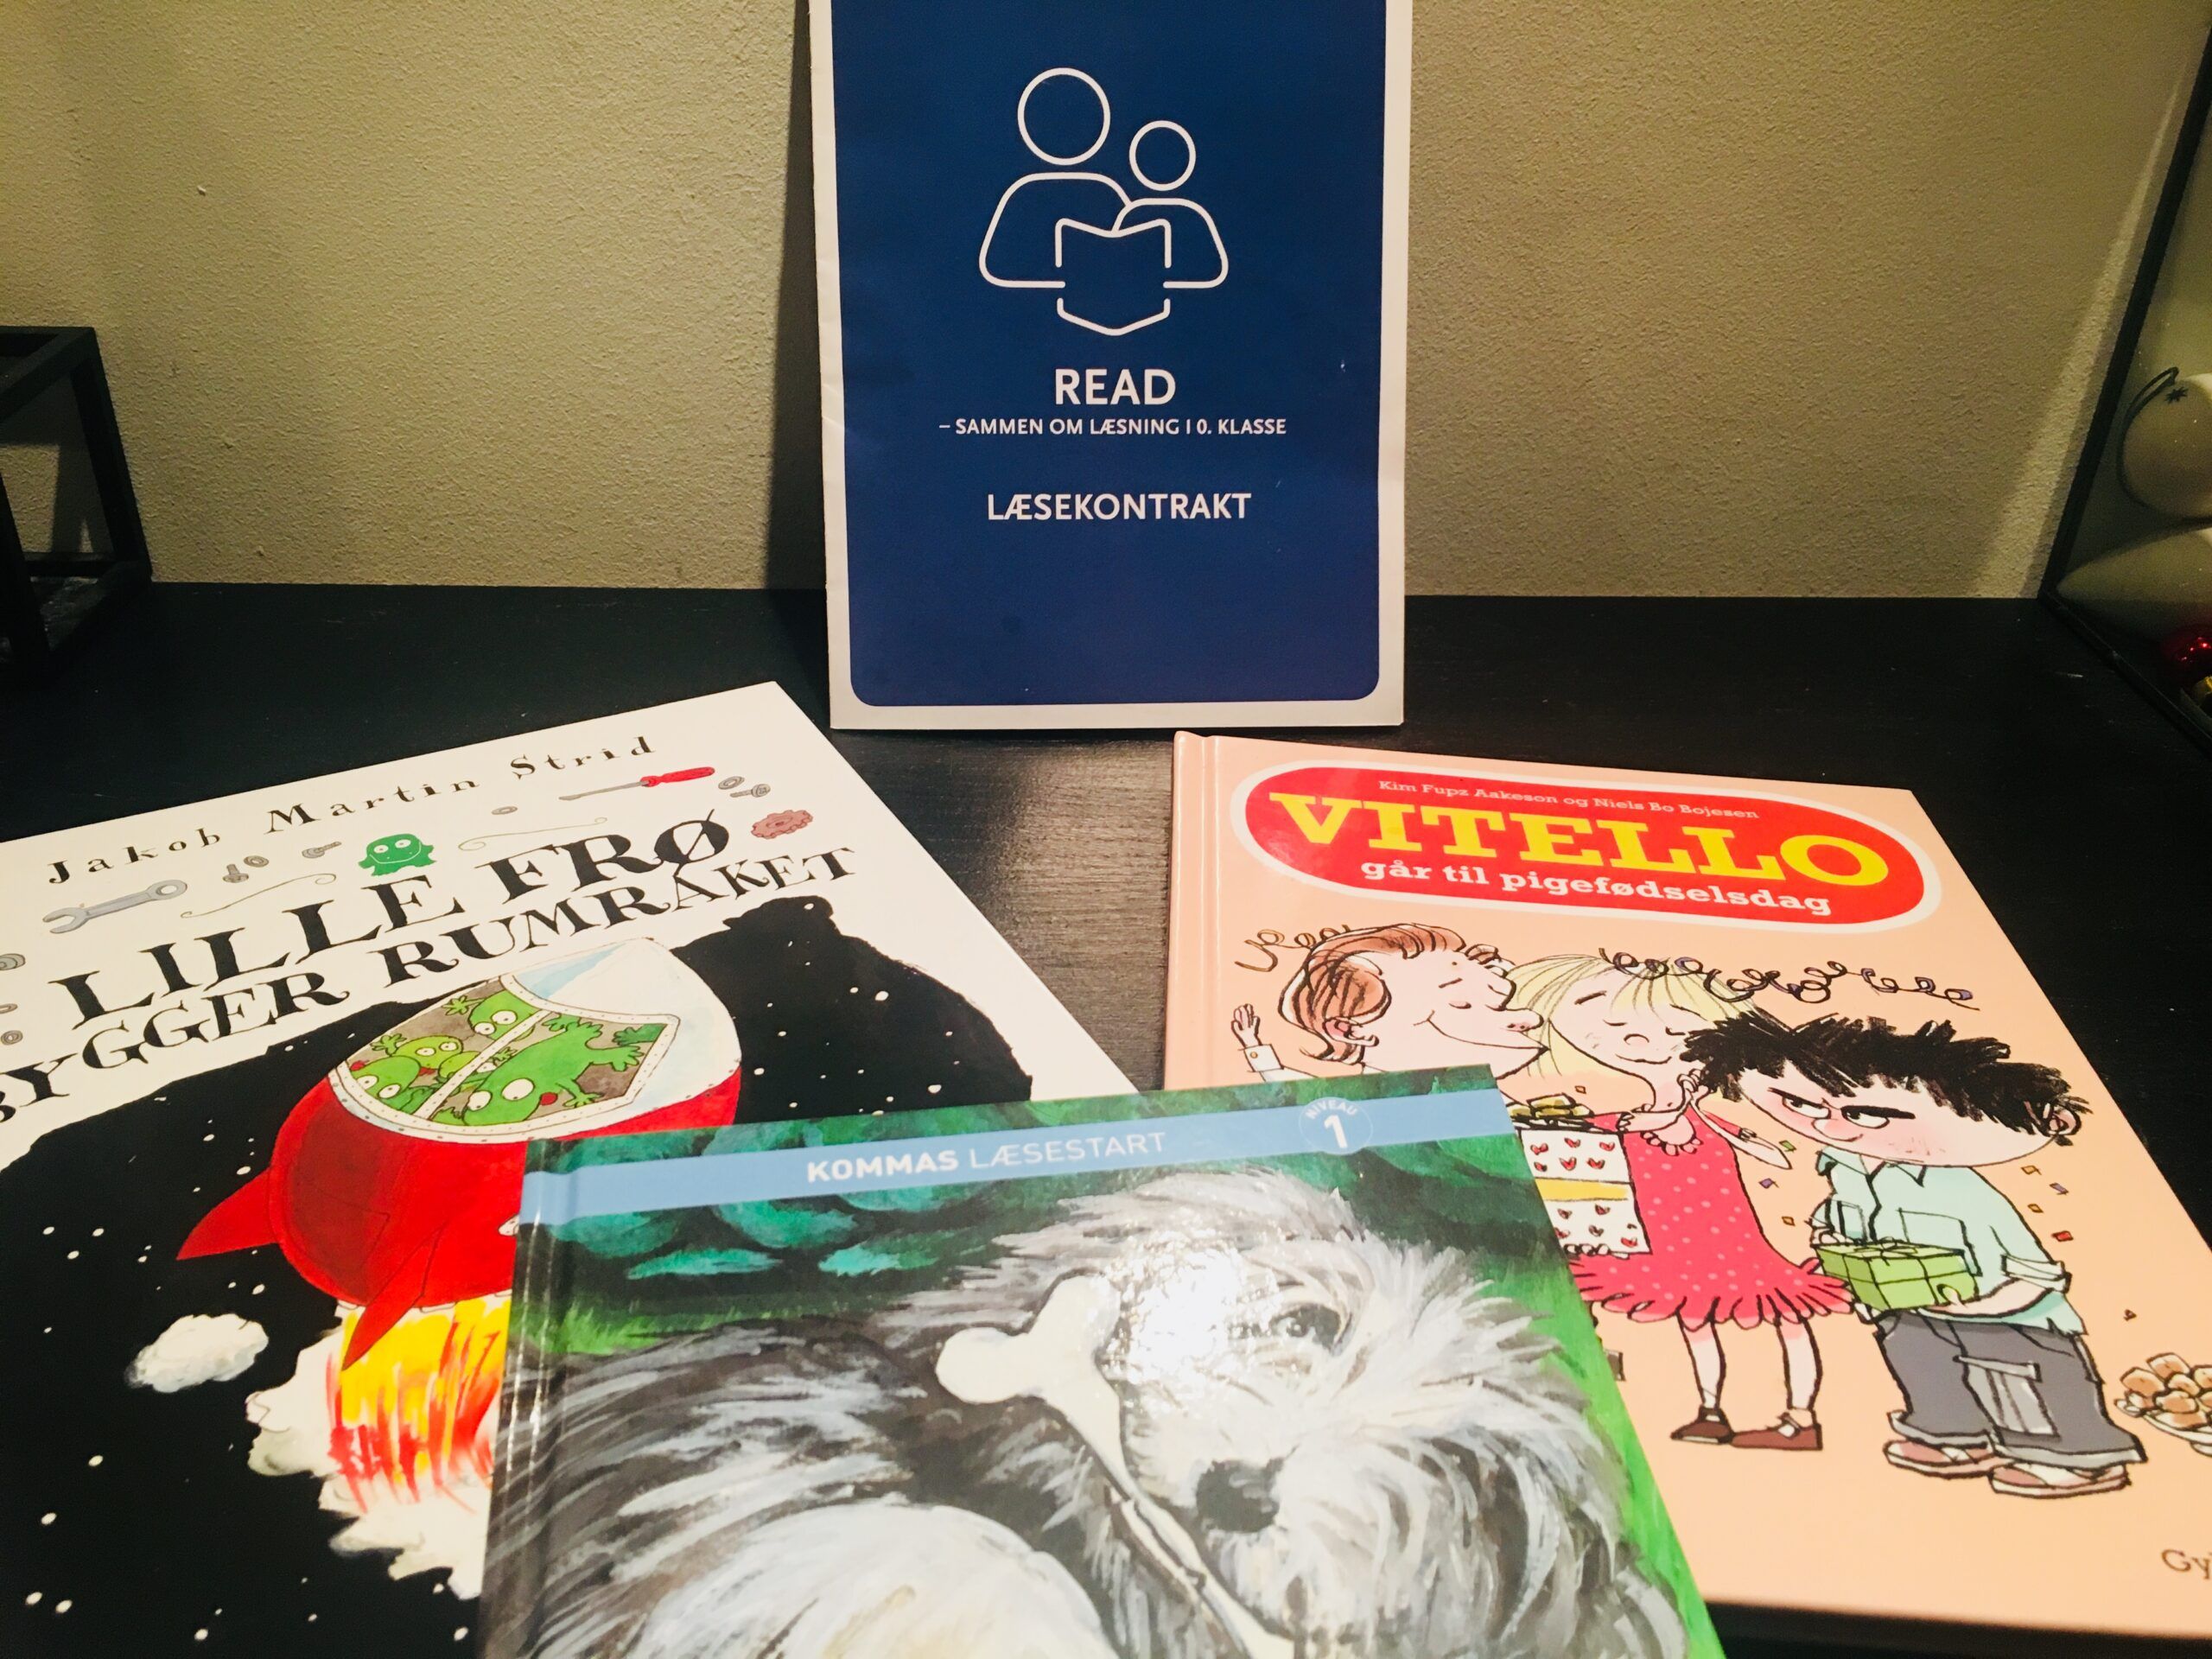 READ
– SAMMEN OM LÆSNING I 0. KLASSE
LÆSEKONTRAKT
Jakob Martin Strid
LILLE FRØ
BYGGER RUMRAKET
Kim Fupz Aakeson og Niels Bo Bojesen
VITELLO
går til pigefødselsdag
KOMMAS LÆSESTART
NIVEAU
1